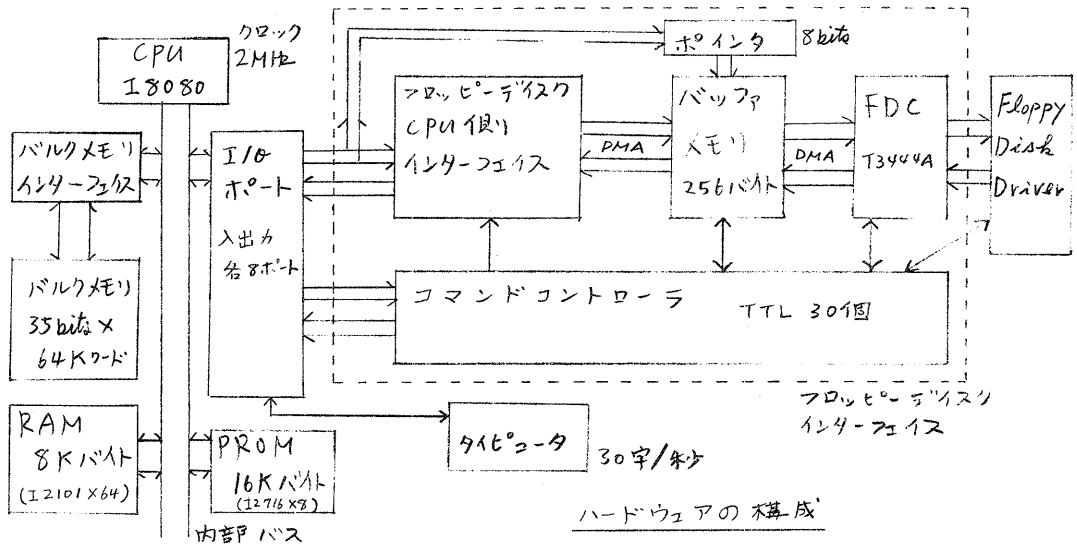 CPU
I8080
クロック
2MHz
ポインタ
8bits
バルクメモリ
インターフェイス
I/O
ポート
入出力
各8ポート
フロッピーディスク
CPU側
インターフェイス
DMA
バッファ
メモリ
256バイト
DMA
FDC
T3444A
Floppy
Disk
Driver
バルクメモリ
35bits×
64Kワード
コマンドコントローラ
TTL 30個
フロッピーディスク
インターフェイス
RAM
8Kバイト
(I2101×64)
PROM
16Kバイト
(I2716×8)
タイピュータ
30字/秒
内部バス
ハードウェアの構成